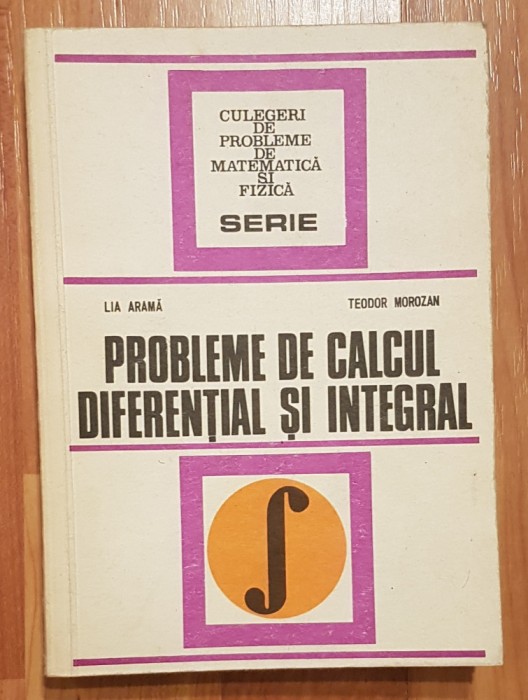 CULEGERI
DE
PROBLEME
DE
MATEMATICĂ
ȘI
FIZICĂ
SERIE
LIA ARAMĂ TEODOR MOROZAN
PROBLEME DE CALCUL
DIFERENȚIAL ȘI INTEGRAL
∫